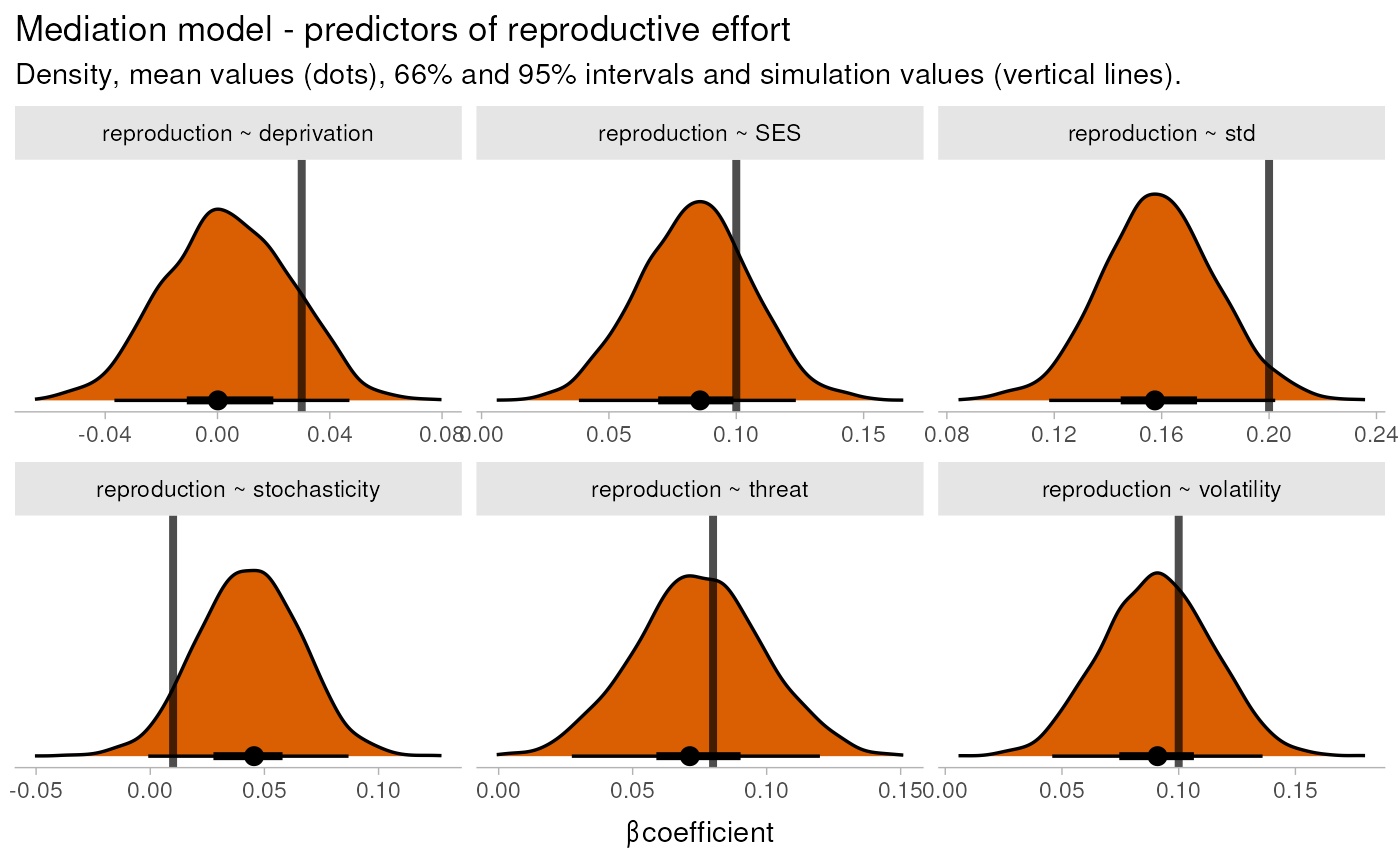 Mediation model - predictors of reproductive effort
Density, mean values (dots), 66% and 95% intervals and simulation values (vertical lines).
reproduction ~ deprivation
reproduction ~ SES
reproduction ~ std
-0.04 0.00 0.04 0.08
0.00 0.05 0.10 0.15
0.08 0.12 0.16 0.20 0.24
reproduction ~ stochasticity
reproduction ~ threat
reproduction ~ volatility
-0.05 0.00 0.05 0.10
0.00 0.05 0.10 0.15
0.00 0.05 0.10 0.15
βcoefficient